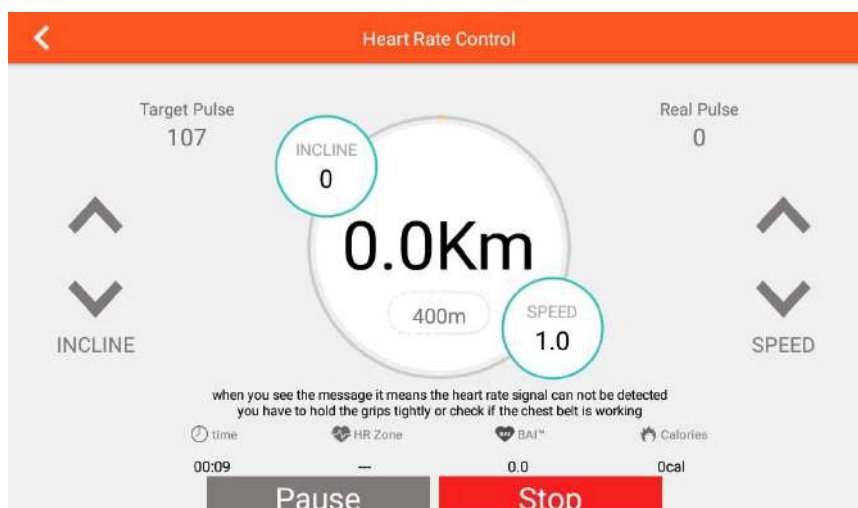 Heart Rate Control
Target Pulse
107
Real Pulse
0
INCLINE
0
0.0Km
400m
SPEED
1.0
INCLINE
SPEED
when you see the message it means the heart rate signal can not be detected
you have to hold the grips tightly or check if the chest belt is working
time
HR Zone
BAI BAI™
Calories
00:09
---
0.0
0cal
Pause
Stop